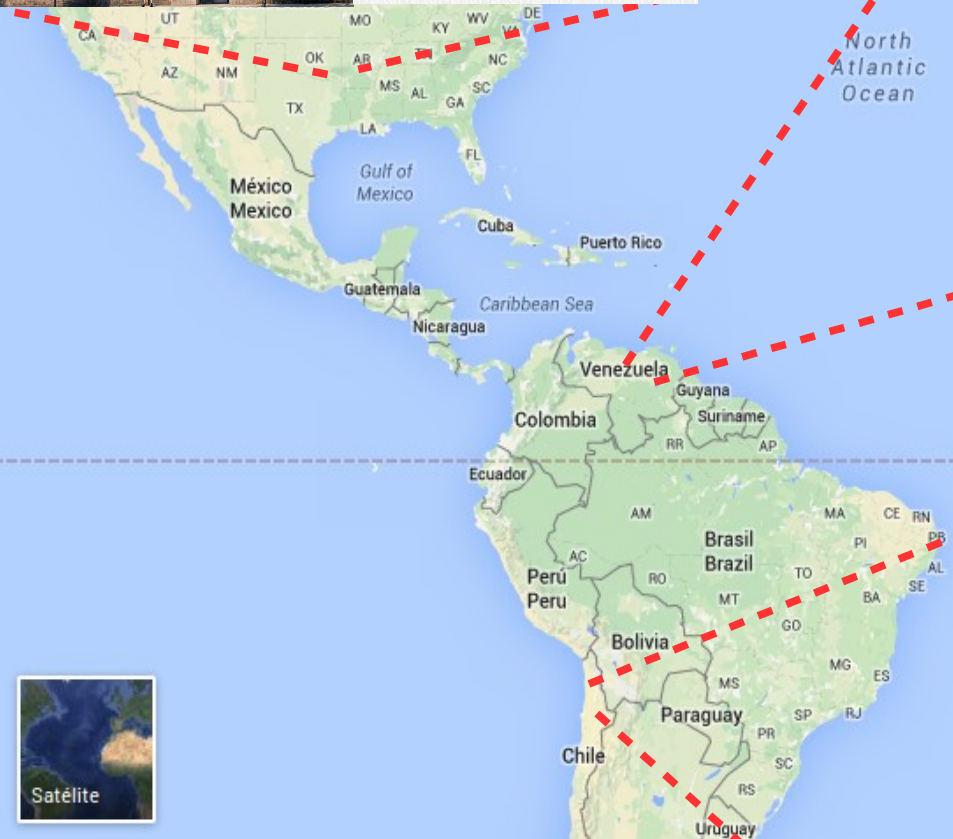 DE
UT
MO
WV
KY
VA
CA
OK
AR
TN
NC
AZ
NM
MS
AL
SC
GA
TX
LA
FL
North
Atlantic
Ocean
Gulf of
Mexico
México
Mexico
Cuba
Puerto Rico
Guatemala
Caribbean Sea
Nicaragua
Venezuela
Guyana
Suriname
Colombia
RR
AP
Ecuador
AM
MA
CE
RN
PB
PI
Brasil
Brazil
AC
AL
Perú
Peru
RO
TO
SE
MT
BA
GO
Bolivia
MG
ES
MS
Paraguay
SP
RJ
PR
Chile
SC
RS
Satélite
Uruguay